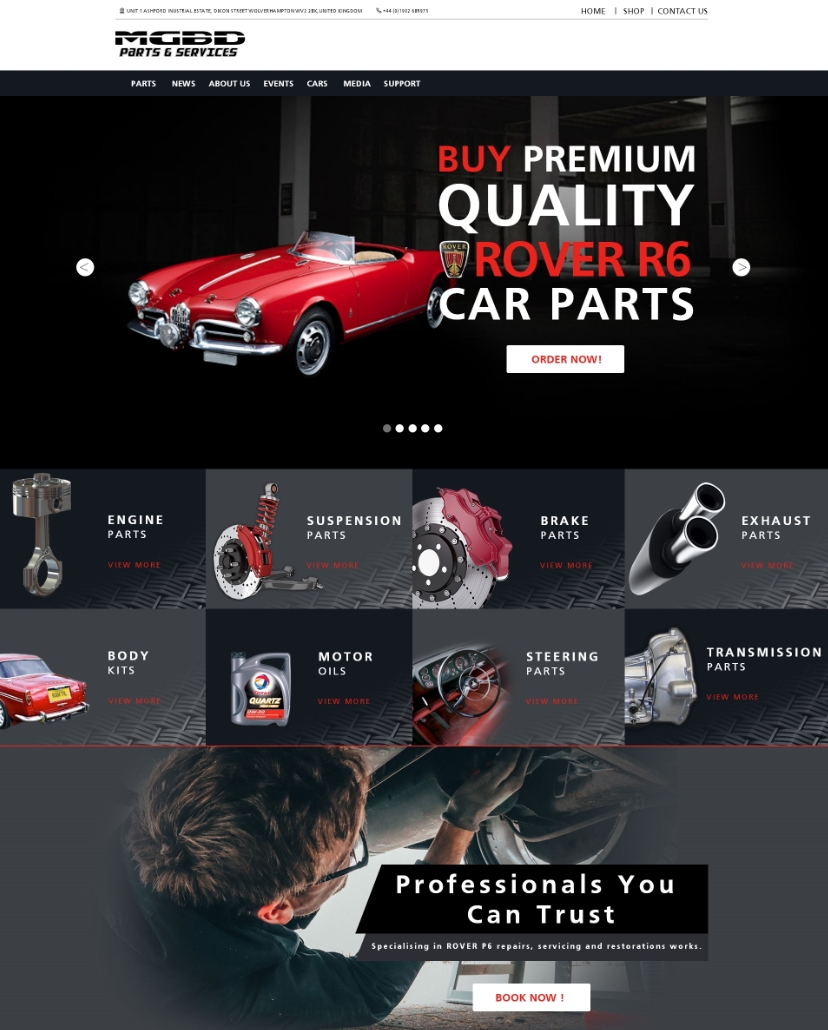 UNIT 1 ASHFORD INUSTRIAL ESTATE, DIXON STREET WOLVERHAMPTON WV2 2BX, UNITED KINGDOM
+44 (0)1902 689975
HOME | SHOP | CONTACT US
MGBD
PARTS & SERVICES
PARTS NEWS ABOUT US EVENTS CARS MEDIA SUPPORT
BUY PREMIUM
QUALITY
ROVER
ROVER R6
CAR PARTS
< >
ORDER NOW!
ENGINE
PARTS
VIEW MORE
SUSPENSION
PARTS
VIEW MORE
BRAKE
PARTS
VIEW MORE
EXHAUST
PARTS
VIEW MORE
BODY
KITS
VIEW MORE
MOTOR
OILS
VIEW MORE
QUARTZ
STEERING
PARTS
VIEW MORE
TRANSMISSION
PARTS
VIEW MORE
Professionals You
Can Trust
Specialising in ROVER P6 repairs, servicing and restorations works.
BOOK NOW !